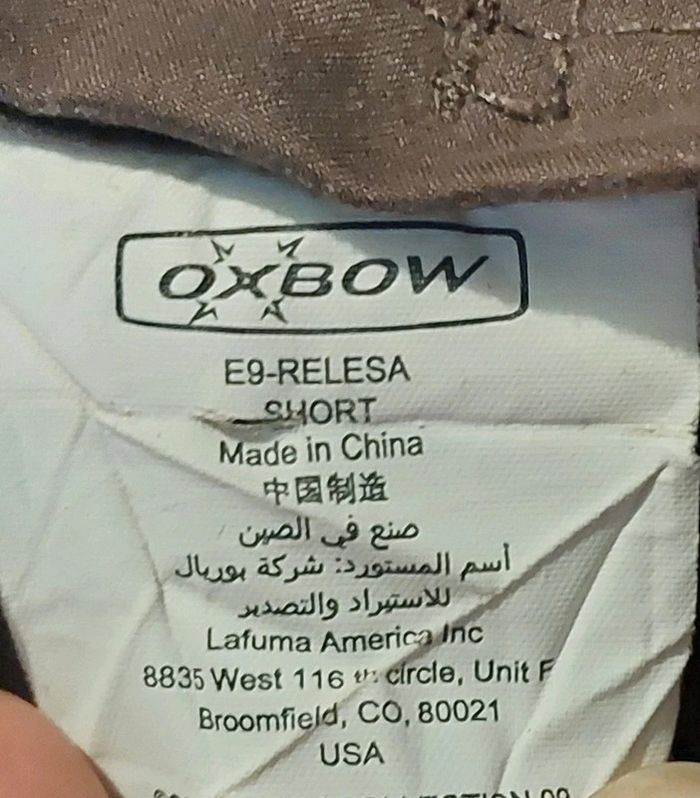 OXBOW
E9-RELESA
SHORT
Made in China
中国制造
صنع في الصين
أسم المستورد: شركة بوريال
للاستيراد والتصدير
Lafuma America Inc
8835 West 116 th circle, Unit F
Broomfield, CO, 80021
USA